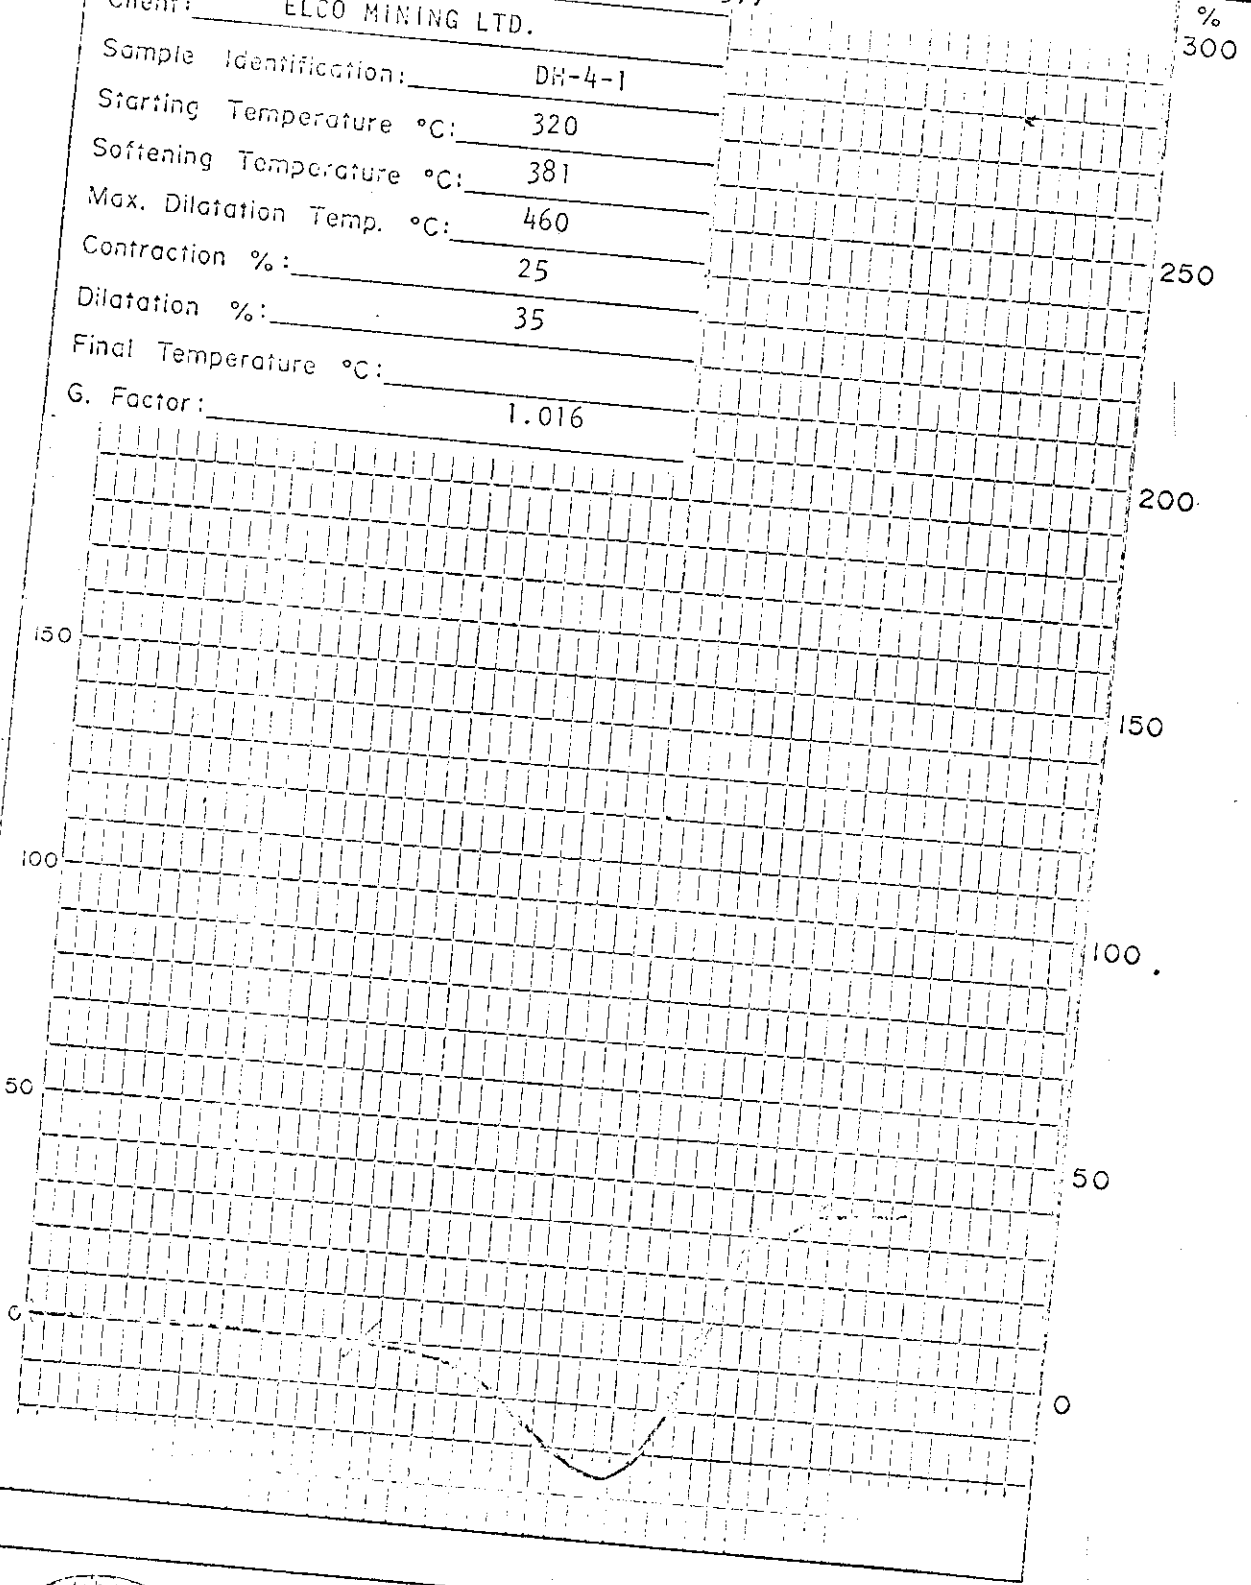 Client: ELCO MINING LTD.
Sample Identification: DH-4-1
Starting Temperature °C: 320
Softening Temperature °C: 381
Max. Dilatation Temp. °C: 460
Contraction %: 25
Dilatation %: 35
Final Temperature °C:
G. Factor: 1.016
%
300
250
200
150
100
50
0
150
100
50
0